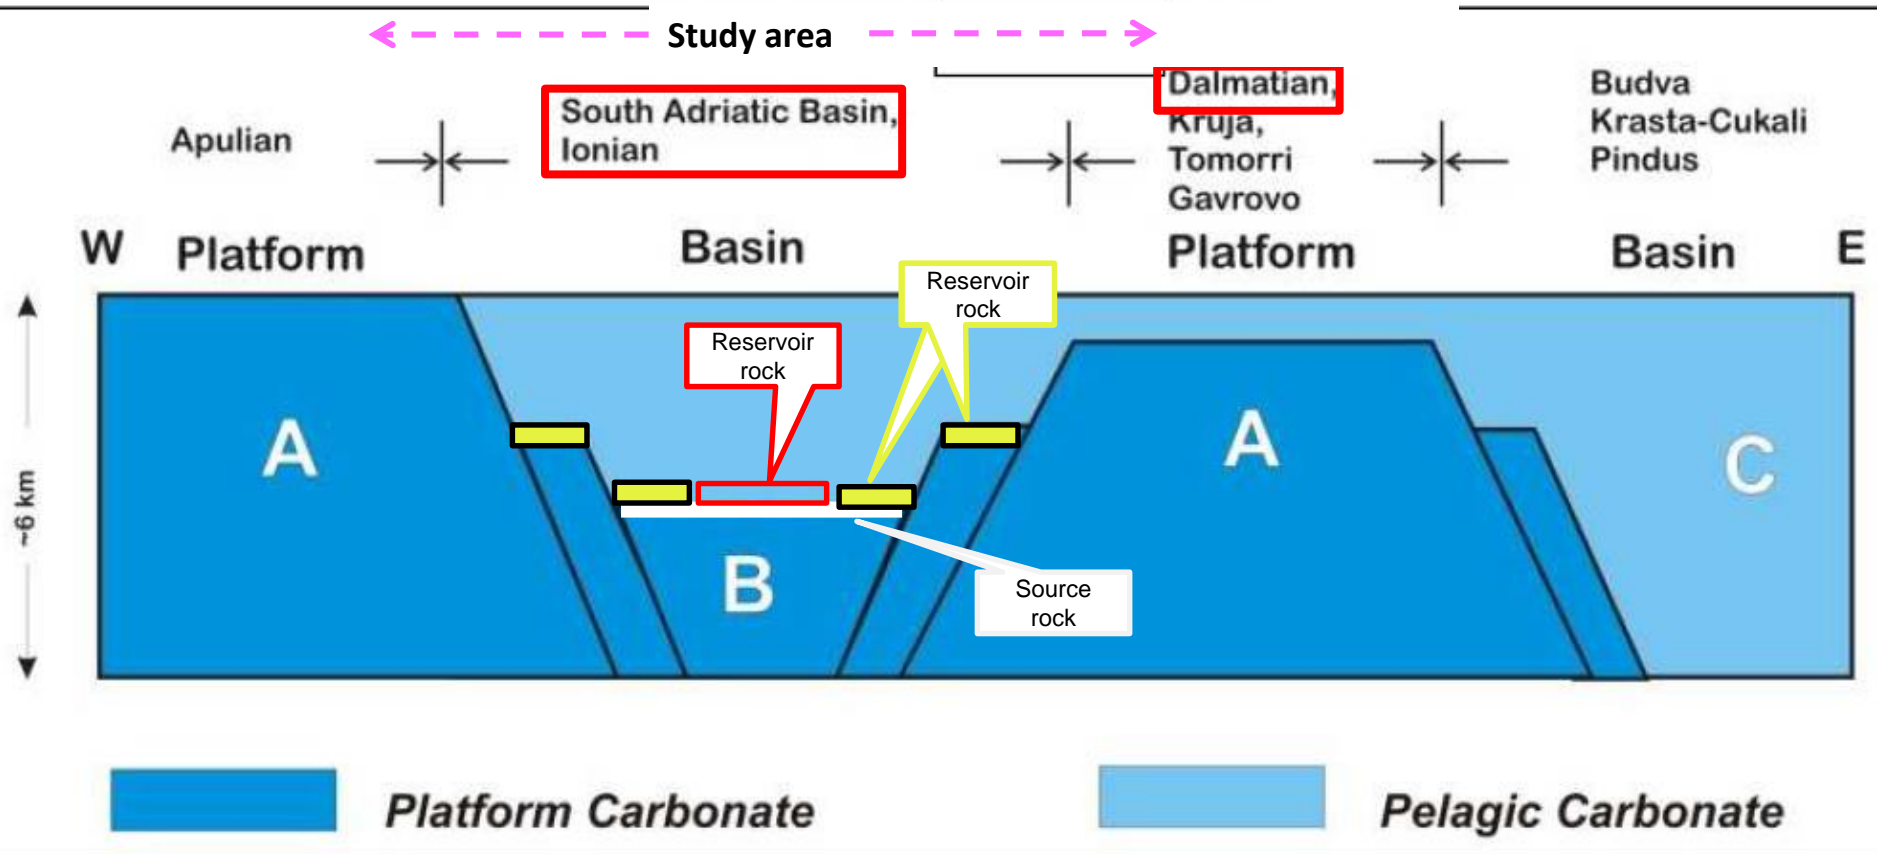 Study area
Apulian
South Adriatic Basin,
Ionian
Dalmatian,
Kruja,
Tomorri
Gavrovo
Budva
Krasta-Cukali
Pindus
W
Platform
Basin
Platform
Basin
E
Reservoir
rock
Reservoir
rock
A
A
C
B
Source
rock
~6 km
Platform Carbonate
Pelagic Carbonate